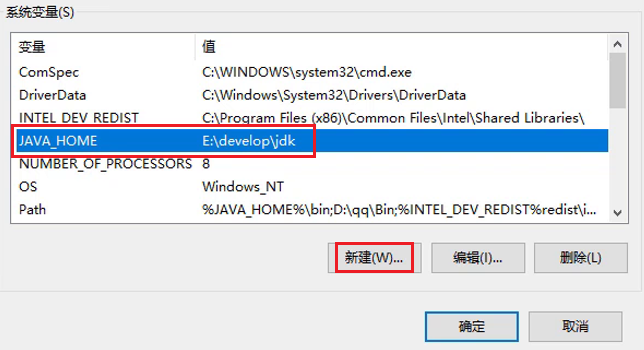 系统变量(S)
变量 值
ComSpec C:\WINDOWS\system32\cmd.exe
DriverData C:\Windows\System32\Drivers\DriverData
INTEL_DEV_REDIST C:\Program Files (x86)\Common Files\Intel\Shared Libraries\
JAVA_HOME E:\develop\jdk
NUMBER_OF_PROCESSORS 8
OS Windows_NT
Path %JAVA_HOME%\bin;D:\qq\Bin;%INTEL_DEV_REDIST%redist\i...
新建(W)... 编辑(I)... 删除(L)
确定 取消